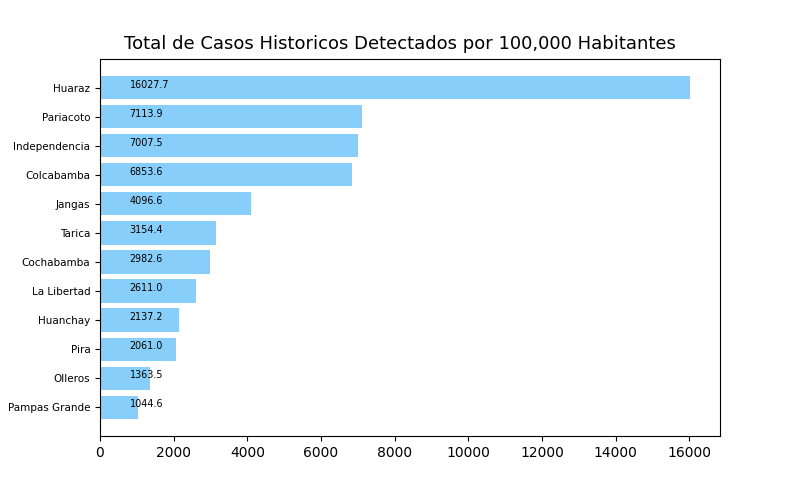 Total de Casos Historicos Detectados por 100,000 Habitantes
Huaraz 16027.7
Pariacoto 7113.9
Independencia 7007.5
Colcabamba 6853.6
Jangas 4096.6
Tarica 3154.4
Cochabamba 2982.6
La Libertad 2611.0
Huanchay 2137.2
Pira 2061.0
Olleros 1363.5
Pampas Grande 1044.6
0 2000 4000 6000 8000 10000 12000 14000 16000